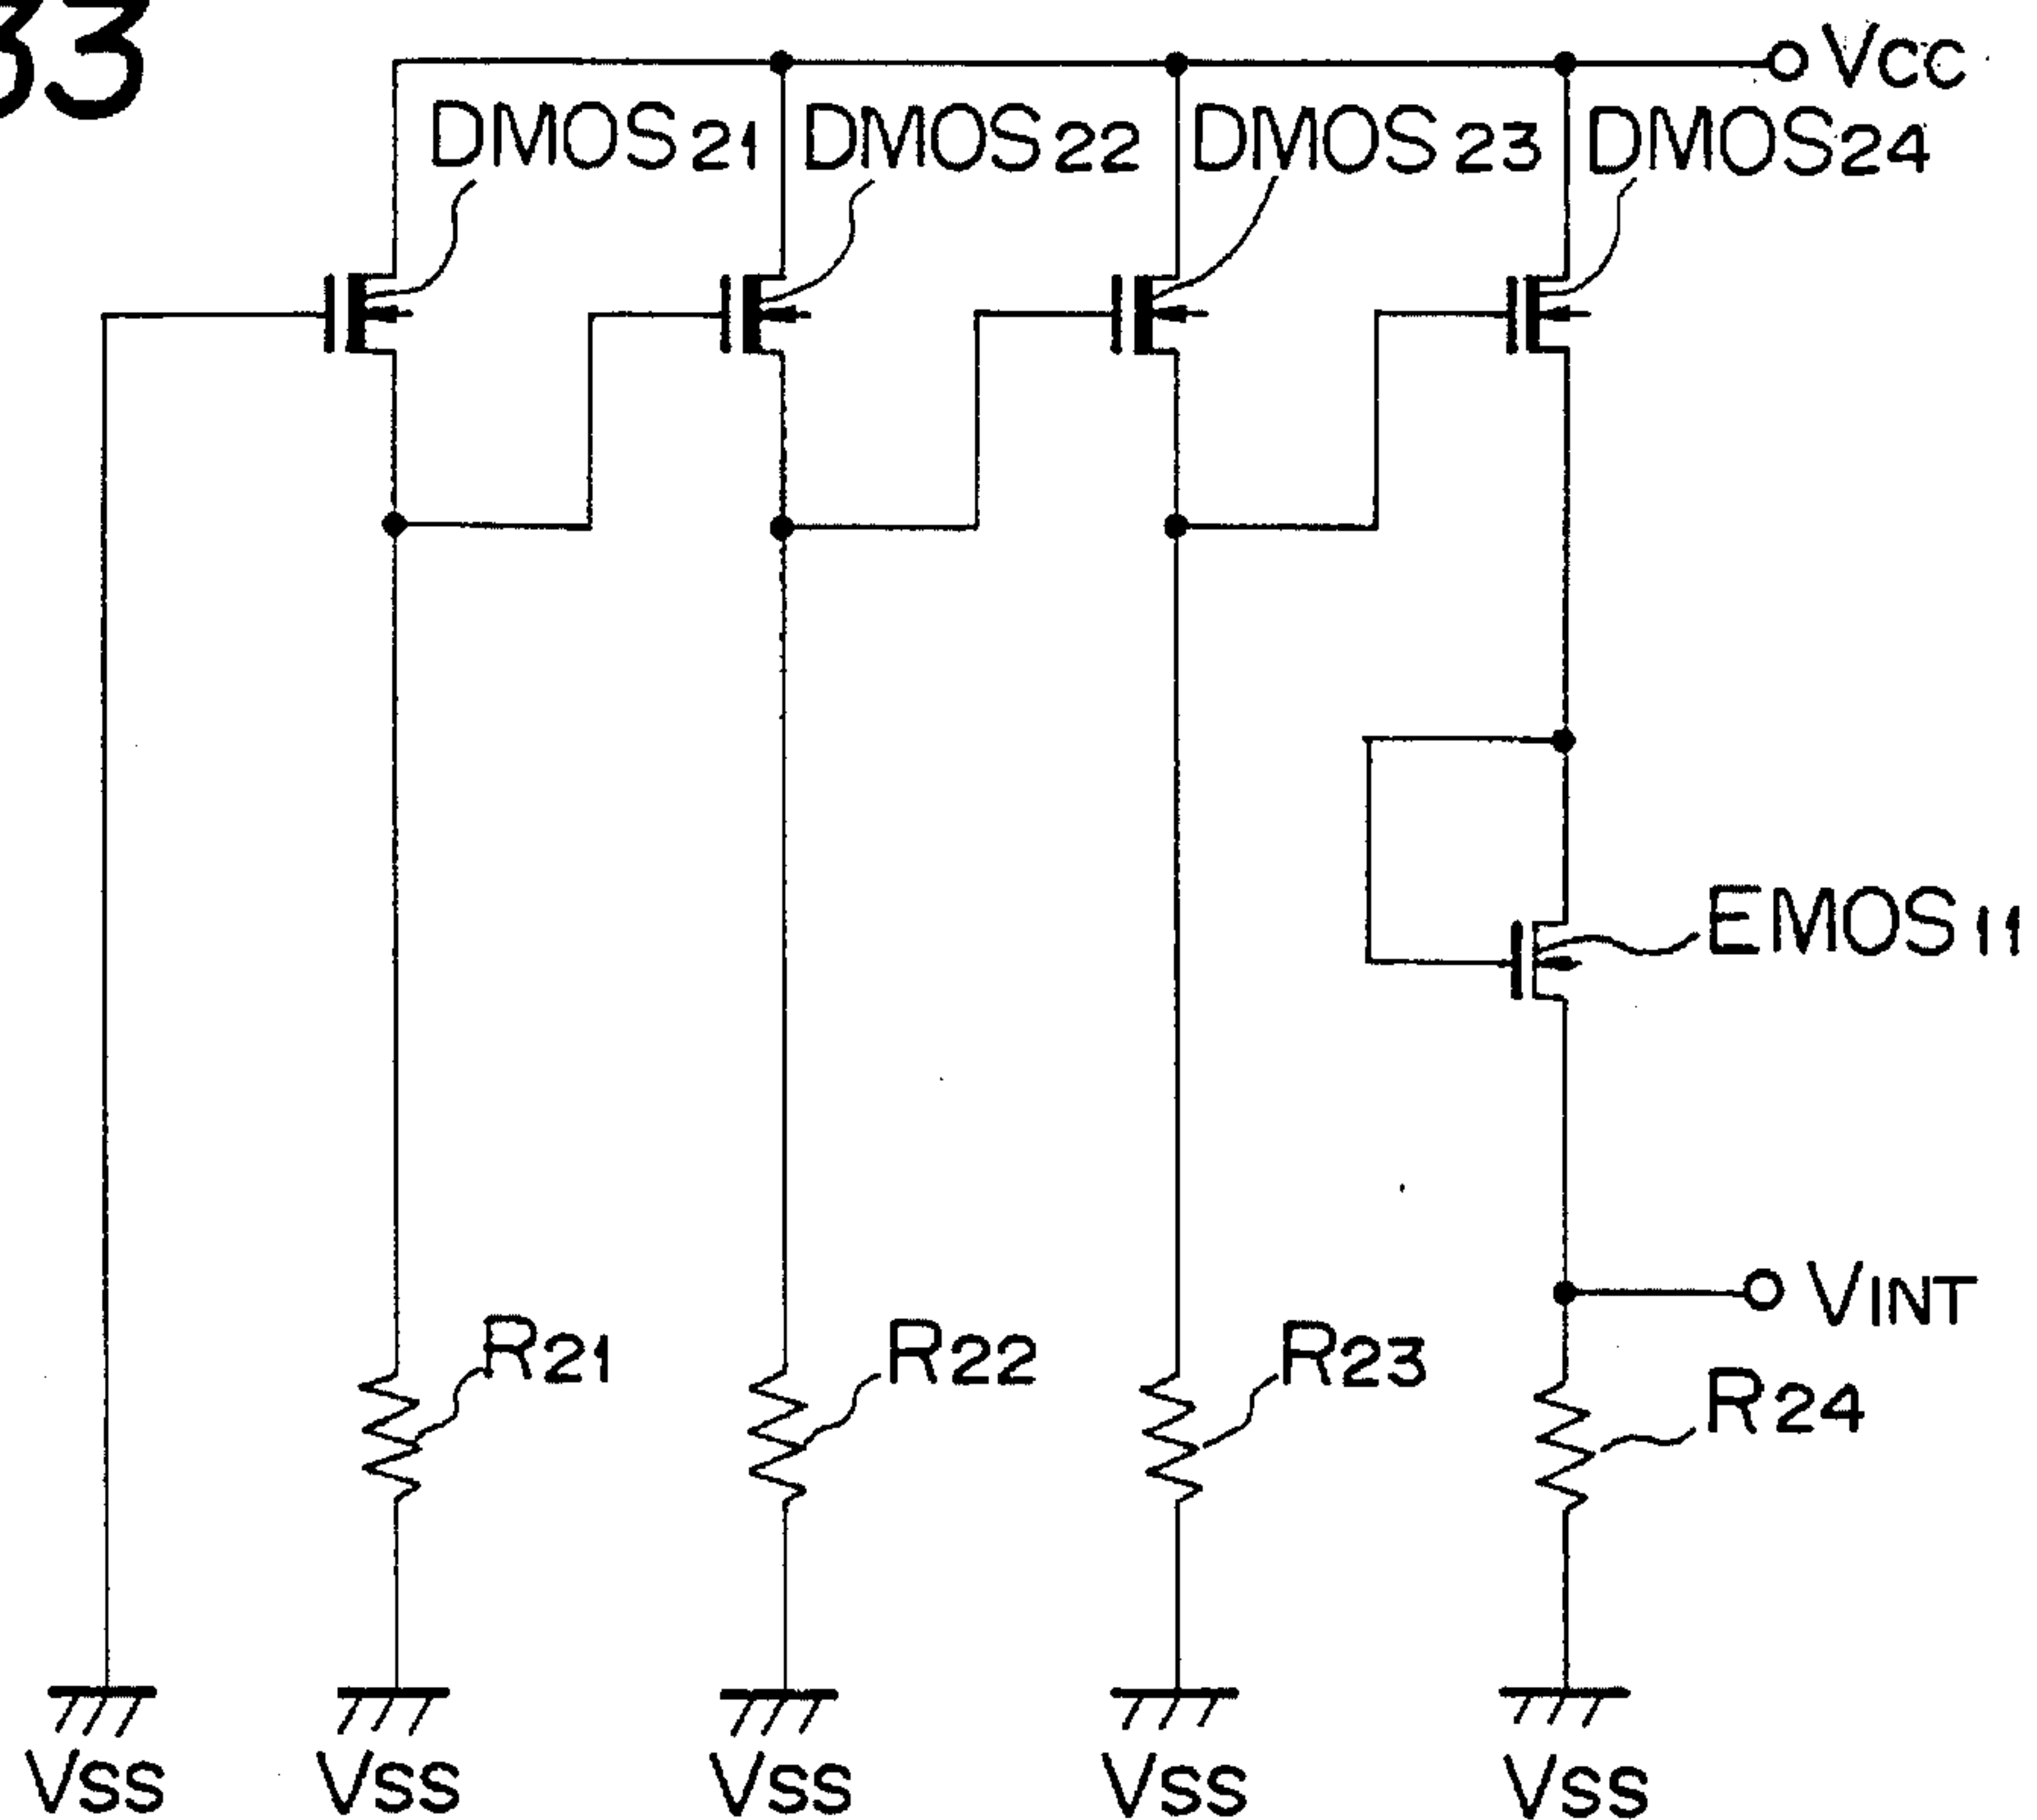 33
VCC
DMOS21 DMOS22 DMOS23 DMOS24
EMOS11
VINT
R21 R22 R23 R24
VSS VSS VSS VSS VSS